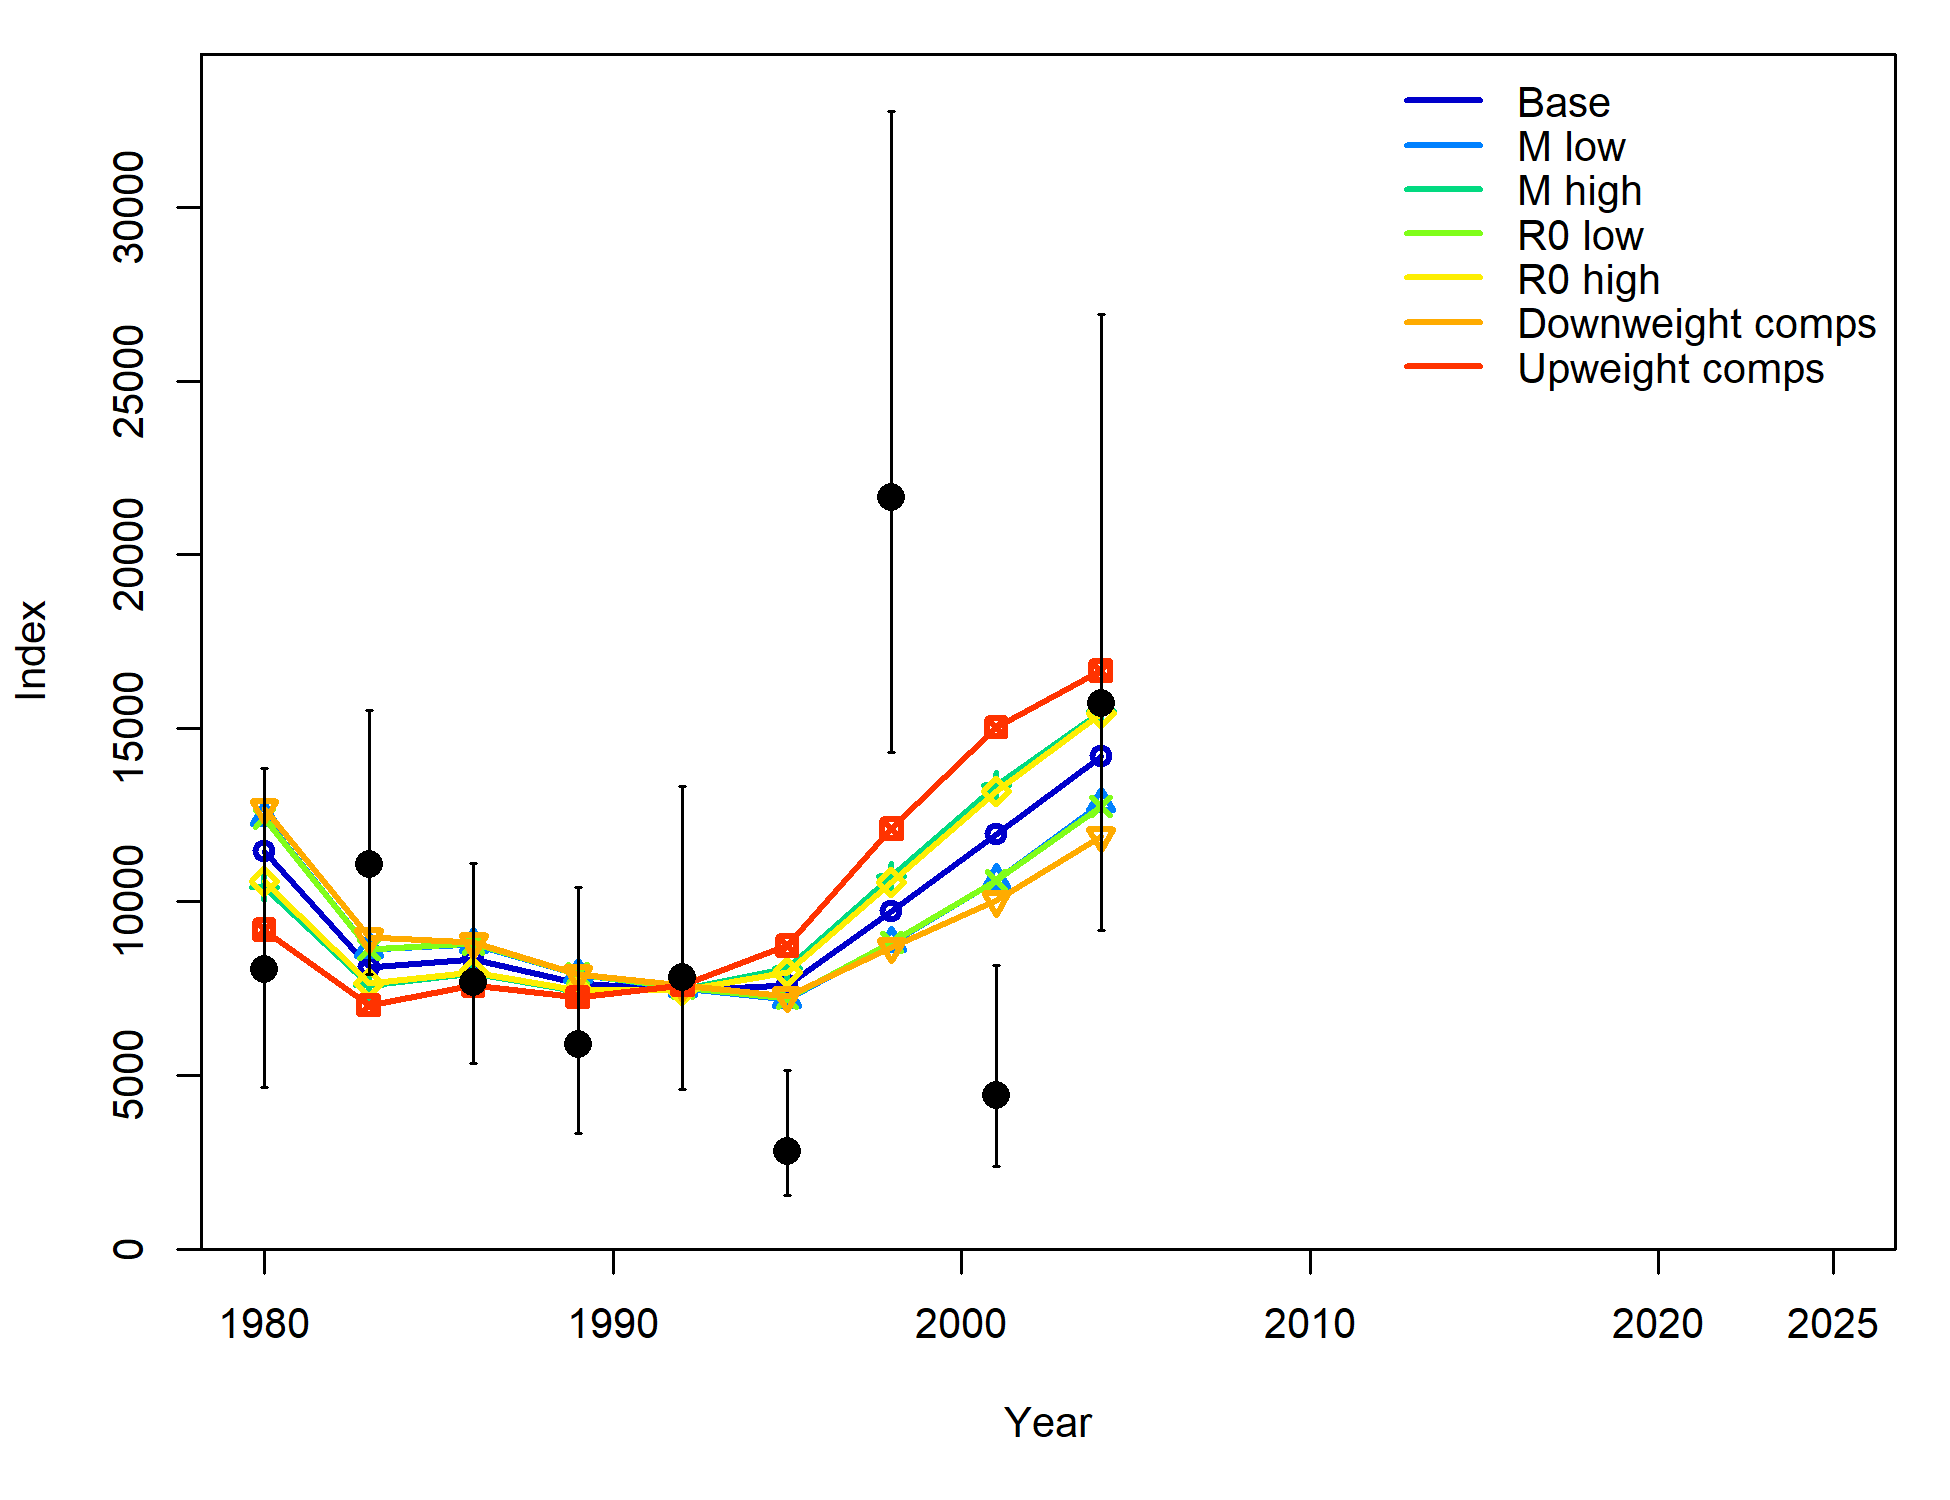 Base
M low
M high
R0 low
R0 high
Downweight comps
Upweight comps
Index
30000
25000
20000
15000
10000
5000
0
1980 1990 2000 2010 2020 2025
Year